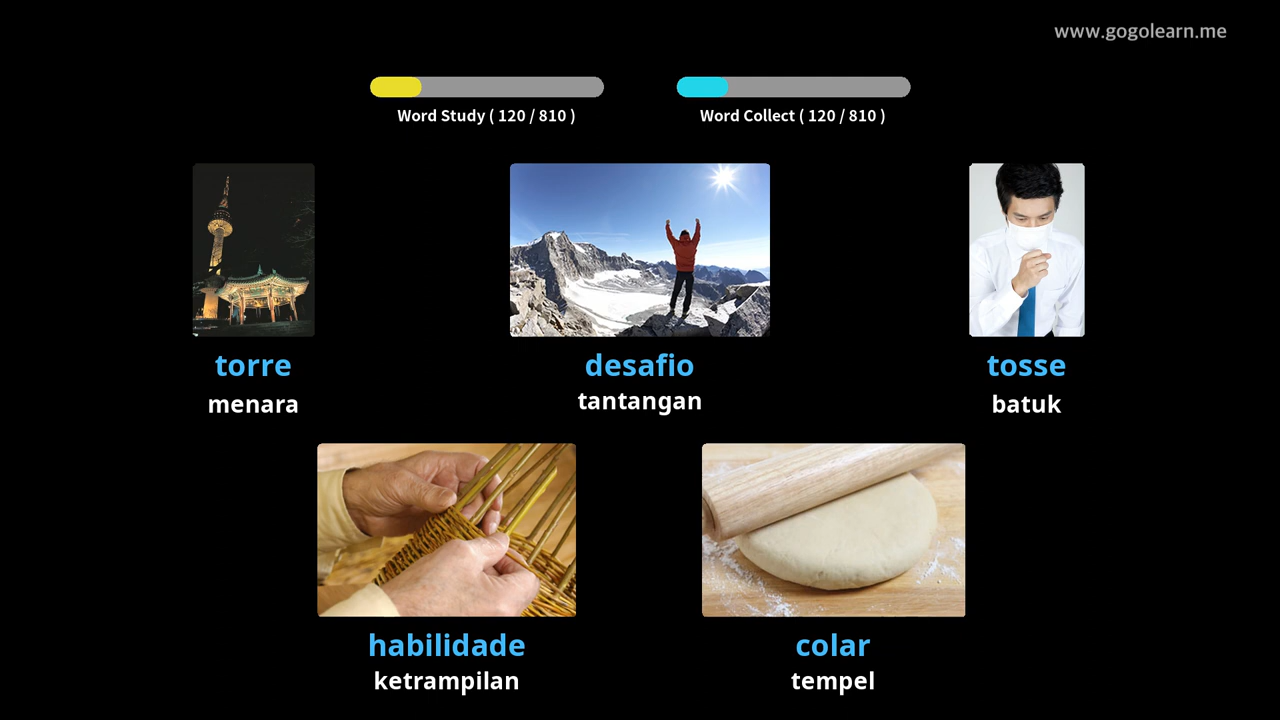 www.gogolearn.me
Word Study ( 120 / 810 )
Word Collect ( 120 / 810 )
torre
menara
desafio
tantangan
tosse
batuk
habilidade
ketrampilan
colar
tempel